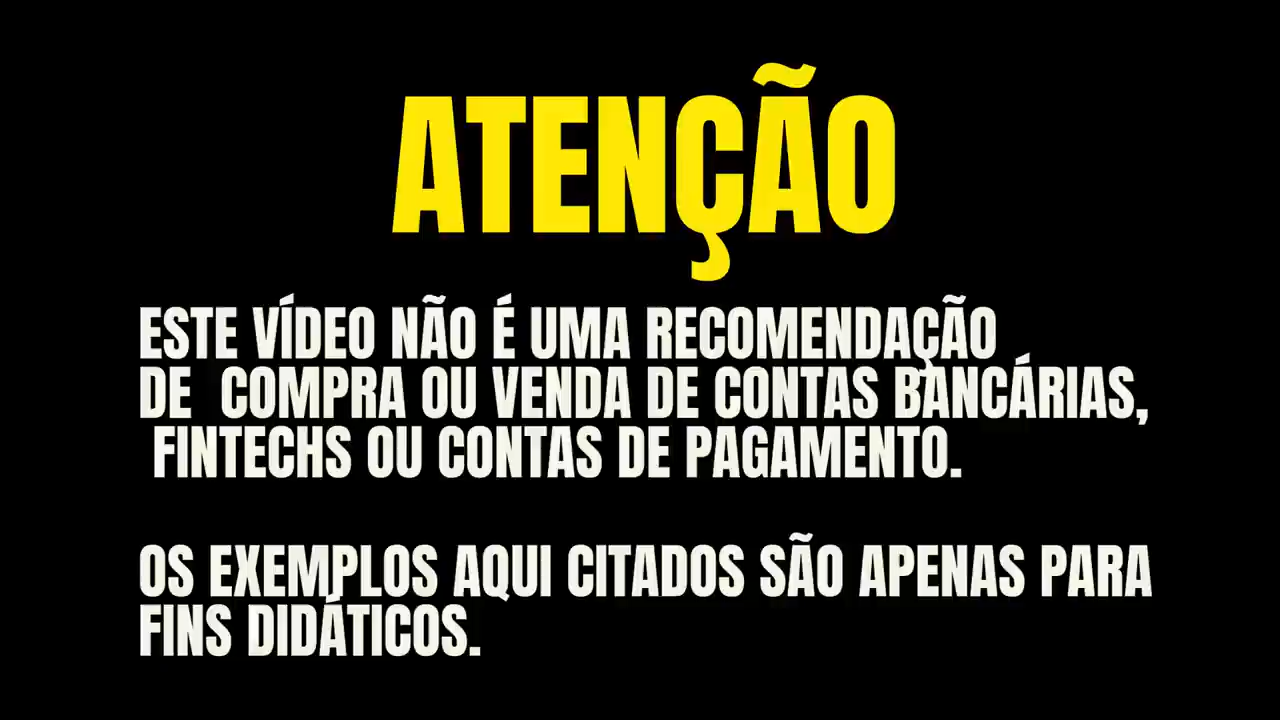 ATENÇÃO
ESTE VÍDEO NÃO É UMA RECOMENDAÇÃO
DE COMPRA OU VENDA DE CONTAS BANCÁRIAS,
FINTECHS OU CONTAS DE PAGAMENTO.
OS EXEMPLOS AQUI CITADOS SÃO APENAS PARA
FINS DIDÁTICOS.